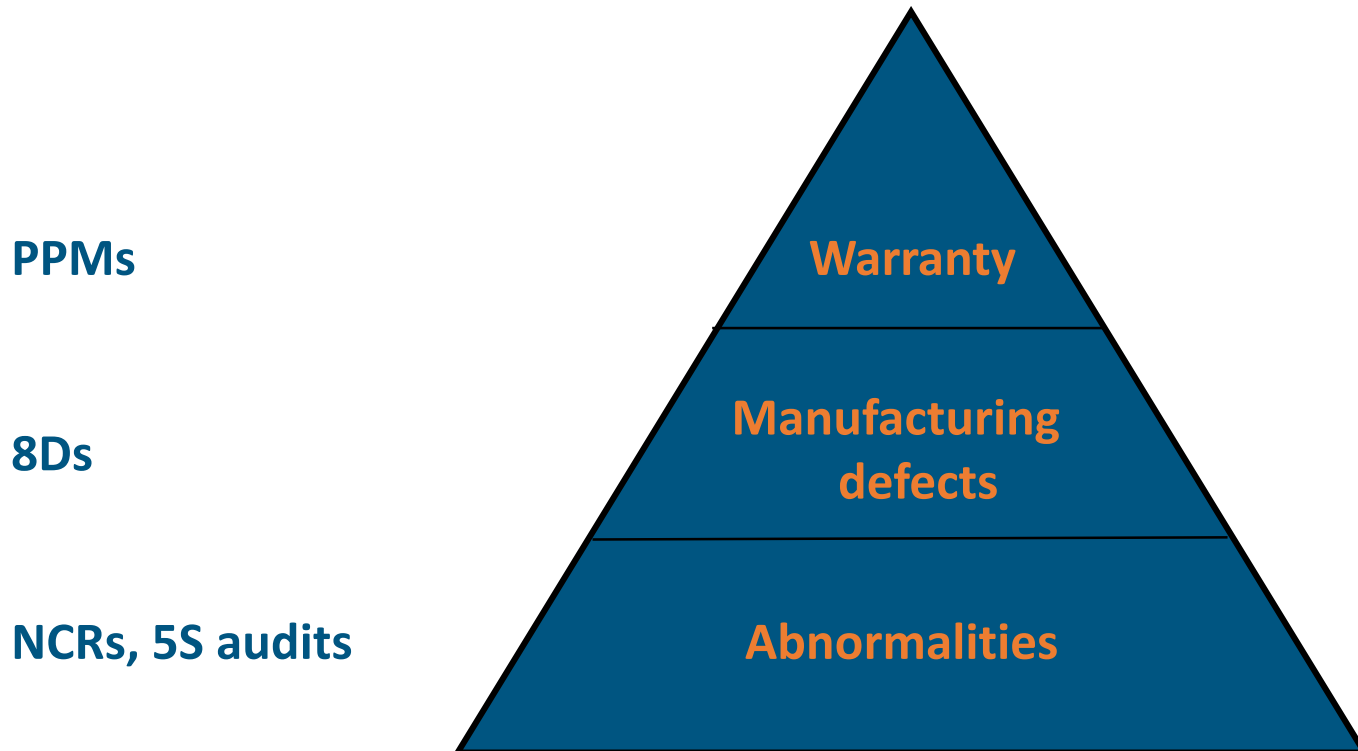 PPMs
Warranty
8Ds
Manufacturing
defects
NCRs, 5S audits
Abnormalities